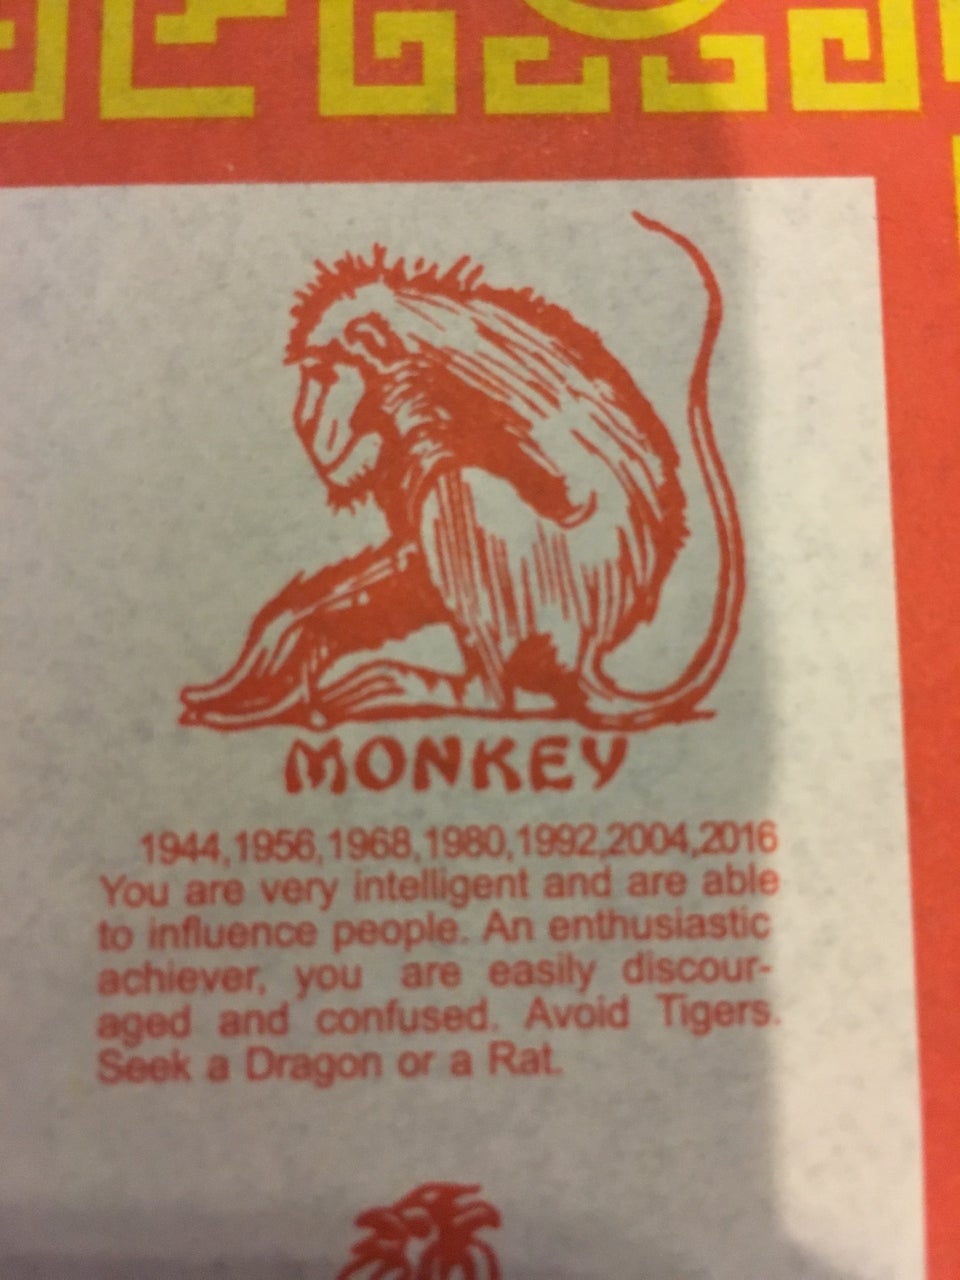 MONKEY
1944,1956,1968,1980,1992,2004,2016
You are very intelligent and are able
to influence people. An enthusiastic
achiever, you are easily discour-
aged and confused. Avoid Tigers.
Seek a Dragon or a Rat.